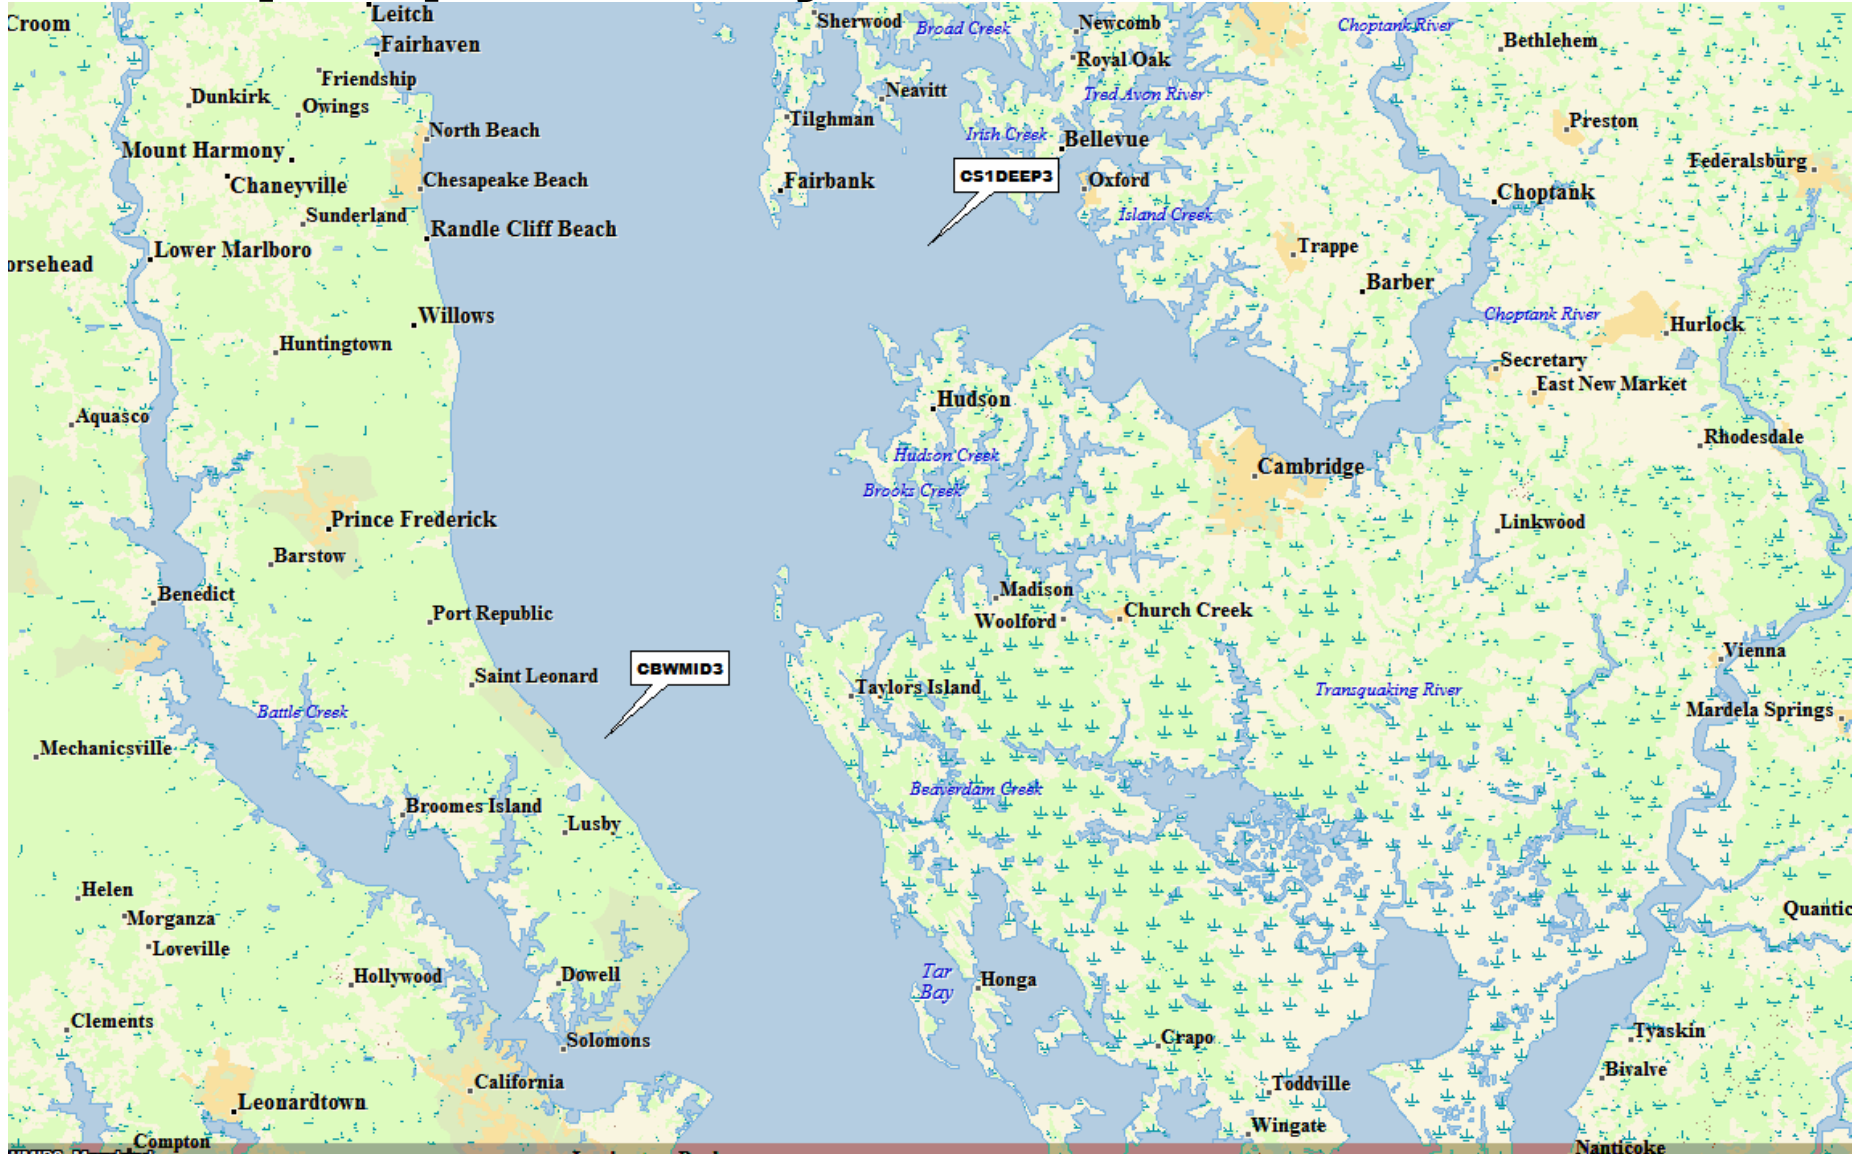 Croom
Leitch
Sherwood
Broad Creek
Newcomb
Choptank River
Bethlehem
Fairhaven
Royal Oak
Friendship
Dunkirk
Owings
Neavitt
Tred Avon River
Tilghman
Preston
North Beach
Irish Creek
Bellevue
Mount Harmony
Federalsburg
Chaneyville
Chesapeake Beach
Fairbank
CS1DEEP3
Oxford
Choptank
Sunderland
Island Creek
Randle Cliff Beach
Lower Marlboro
Trappe
orsehead
Barber
Willows
Choptank River
Hurlock
Huntingtown
Secretary
East New Market
Hudson
Aquasco
Rhodesdale
Hudson Creek
Cambridge
Brooks Creek
Prince Frederick
Linkwood
Barstow
Benedict
Madison
Port Republic
Woolford
Church Creek
Vienna
Saint Leonard
CBWMID3
Taylors Island
Transquaking River
Battle Creek
Mardela Springs
Mechanicsville
Beaverdam Creek
Broomes Island
Lusby
Helen
Morganza
Quantic
Loveville
Hollywood
Dowell
Tar
Bay
Honga
Clements
Solomons
Crapo
Tyaskin
California
Toddville
Bivalve
Leonardtown
Wingate
Compton
Nanticoke